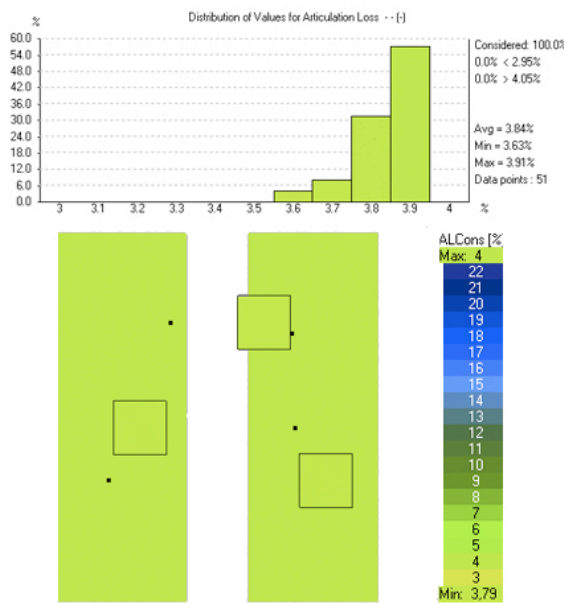 Distribution of Values for Articulation Loss - - (-)
%
60.0
54.0
48.0
42.0
36.0
30.0
24.0
18.0
12.0
6.0
0.0
3 3.1 3.2 3.3 3.4 3.5 3.6 3.7 3.8 3.9 4 %
Considered: 100.0%
0.0% < 2.95%
0.0% > 4.05%
Avg = 3.84%
Min = 3.63%
Max = 3.91%
Data points : 51
ALCons [%
Max: 4
22
21
20
19
18
17
16
15
14
13
12
11
10
9
8
7
6
5
4
3
Min: 3,79